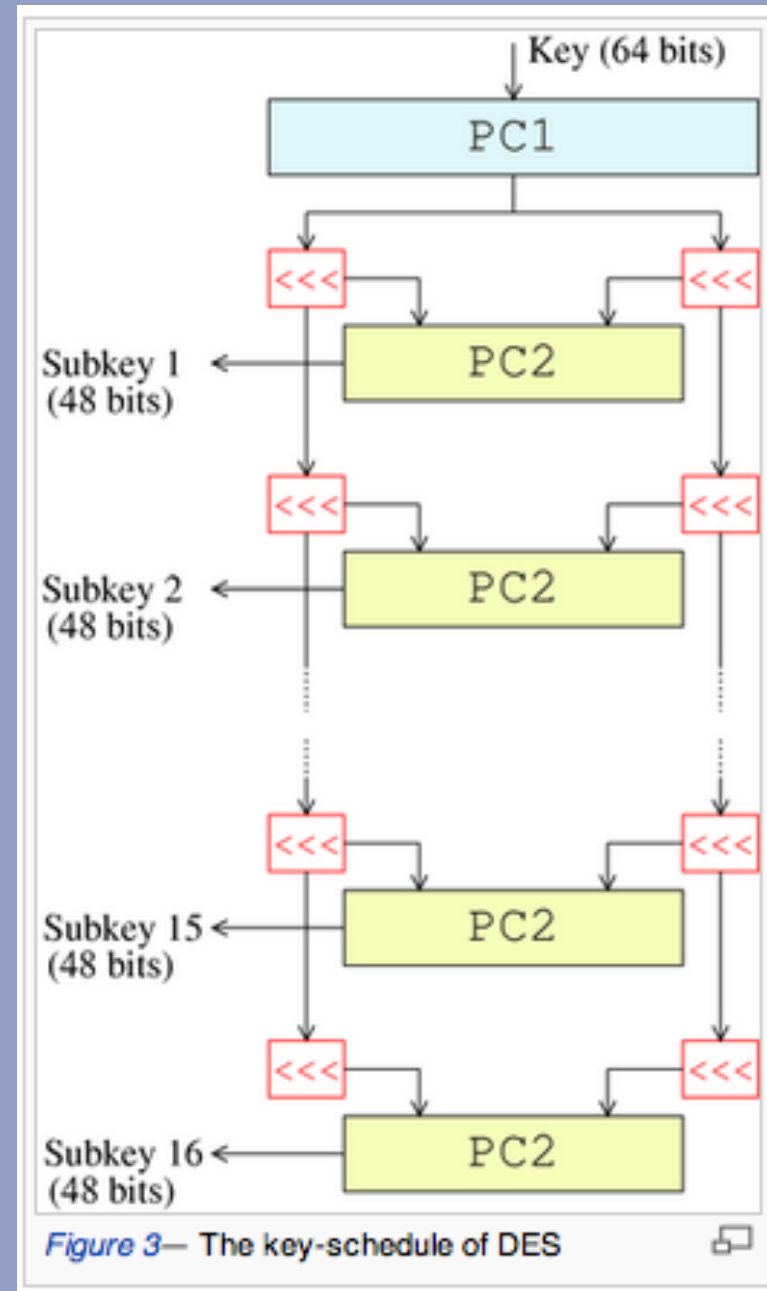 Key (64 bits)
PC1
<<<
<<<
Subkey 1
(48 bits)
PC2
<<<
<<<
Subkey 2
(48 bits)
PC2
<<<
<<<
Subkey 15
(48 bits)
PC2
<<<
<<<
Subkey 16
(48 bits)
PC2
Figure 3— The key-schedule of DES